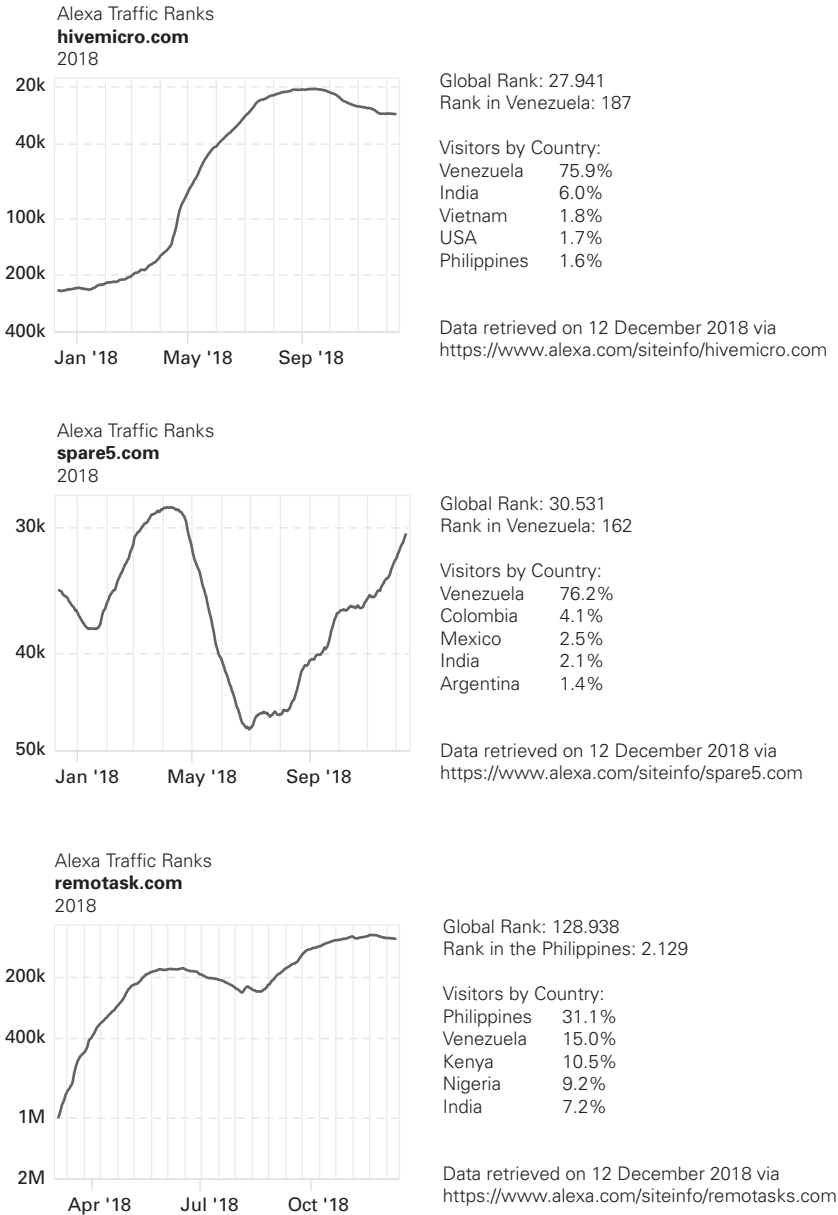 Alexa Traffic Ranks
hivemicro.com
2018
20k
40k
100k
200k
400k
Jan '18 May '18 Sep '18
Global Rank: 27.941
Rank in Venezuela: 187
Visitors by Country:
Venezuela 75.9%
India 6.0%
Vietnam 1.8%
USA 1.7%
Philippines 1.6%
Data retrieved on 12 December 2018 via
https://www.alexa.com/siteinfo/hivemicro.com
Alexa Traffic Ranks
spare5.com
2018
30k
40k
50k
Jan '18 May '18 Sep '18
Global Rank: 30.531
Rank in Venezuela: 162
Visitors by Country:
Venezuela 76.2%
Colombia 4.1%
Mexico 2.5%
India 2.1%
Argentina 1.4%
Data retrieved on 12 December 2018 via
https://www.alexa.com/siteinfo/spare5.com
Alexa Traffic Ranks
remotask.com
2018
200k
400k
1M
2M
Apr '18 Jul '18 Oct '18
Global Rank: 128.938
Rank in the Philippines: 2.129
Visitors by Country:
Philippines 31.1%
Venezuela 15.0%
Kenya 10.5%
Nigeria 9.2%
India 7.2%
Data retrieved on 12 December 2018 via
https://www.alexa.com/siteinfo/remotasks.com